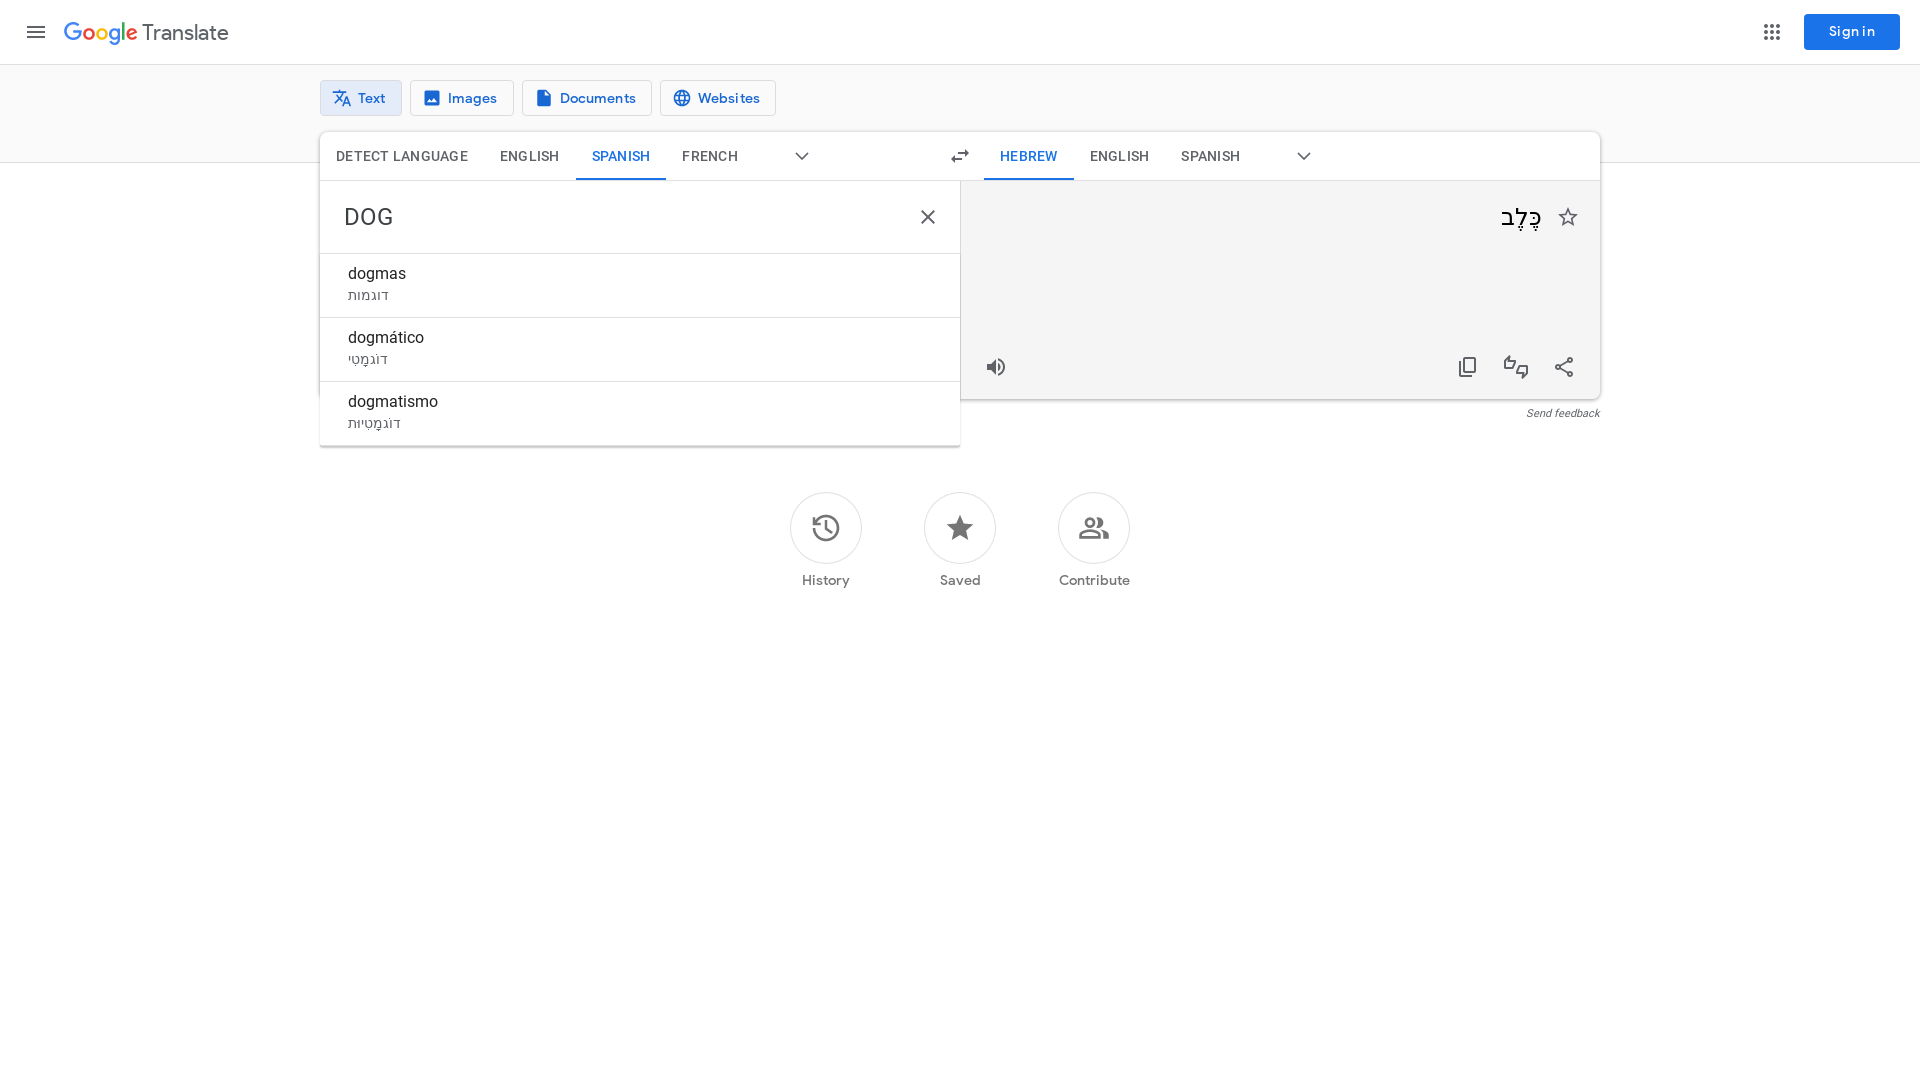 Google Translate
Sign in
Text
Images
Documents
Websites
DETECT LANGUAGE
ENGLISH
SPANISH
FRENCH
HEBREW
ENGLISH
SPANISH
DOG
כֶּלֶב
dogmas
דוגמות
dogmático
דוֹגמָטִי
dogmatismo
דוֹגמָטִיוּת
Send feedback
History
Saved
Contribute